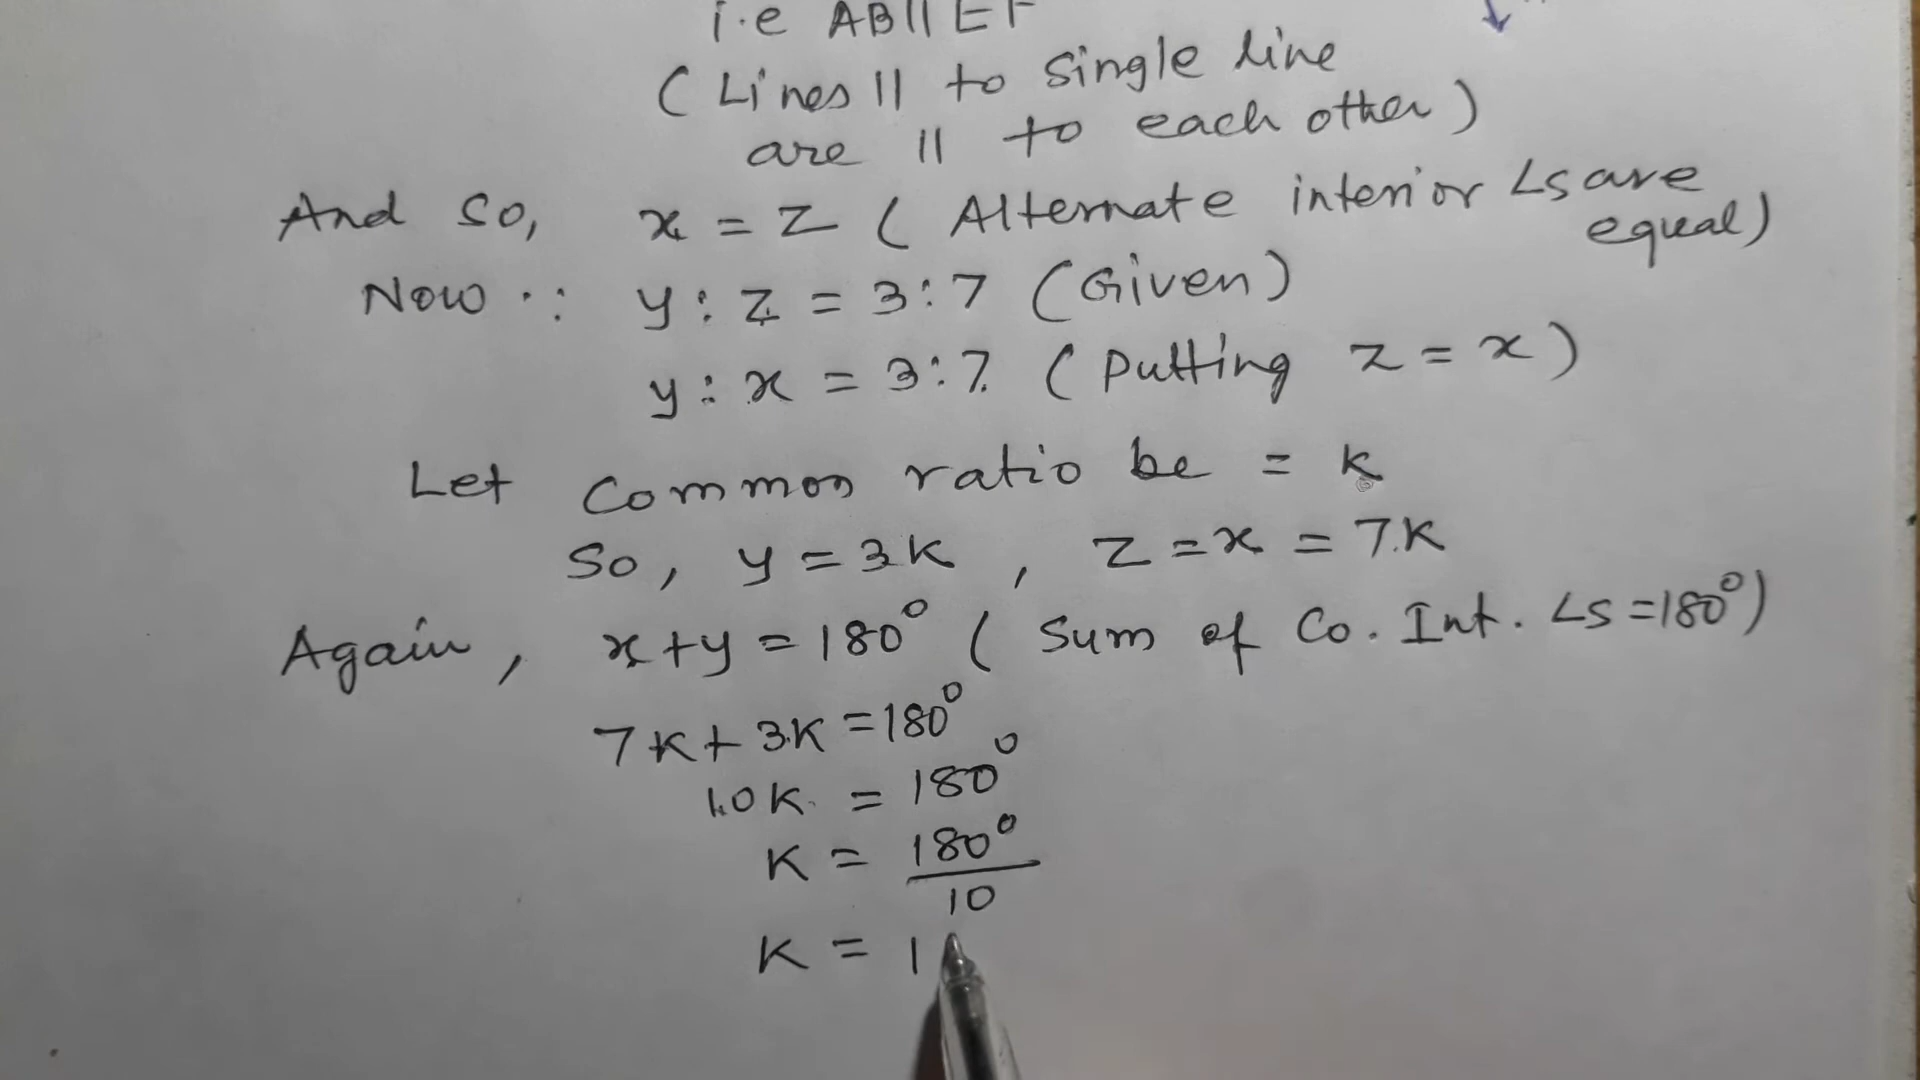 i.e AB || EF
( Lines || to single line
are || to each other )
And so, x = z ( Alternate interior ∠s are
equal )
Now ∵ y : z = 3 : 7 ( Given )
y : x = 3 : 7 ( Putting z = x )
Let common ratio be = K
So, y = 3K , z = x = 7K
Again, x + y = 180° ( Sum of Co. Int. ∠s = 180° )
7K + 3K = 180°
10K = 180°
K = 180°
10
K = 1